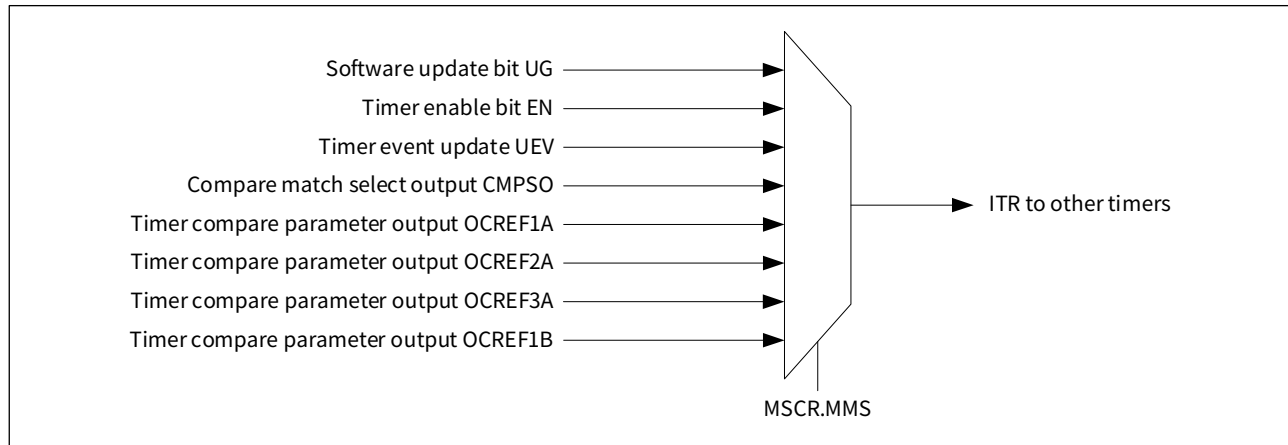 Software update bit UG
Timer enable bit EN
Timer event update UEV
Compare match select output CMPSO
Timer compare parameter output OCREF1A
Timer compare parameter output OCREF2A
Timer compare parameter output OCREF3A
Timer compare parameter output OCREF1B
ITR to other timers
MSCR.MMS